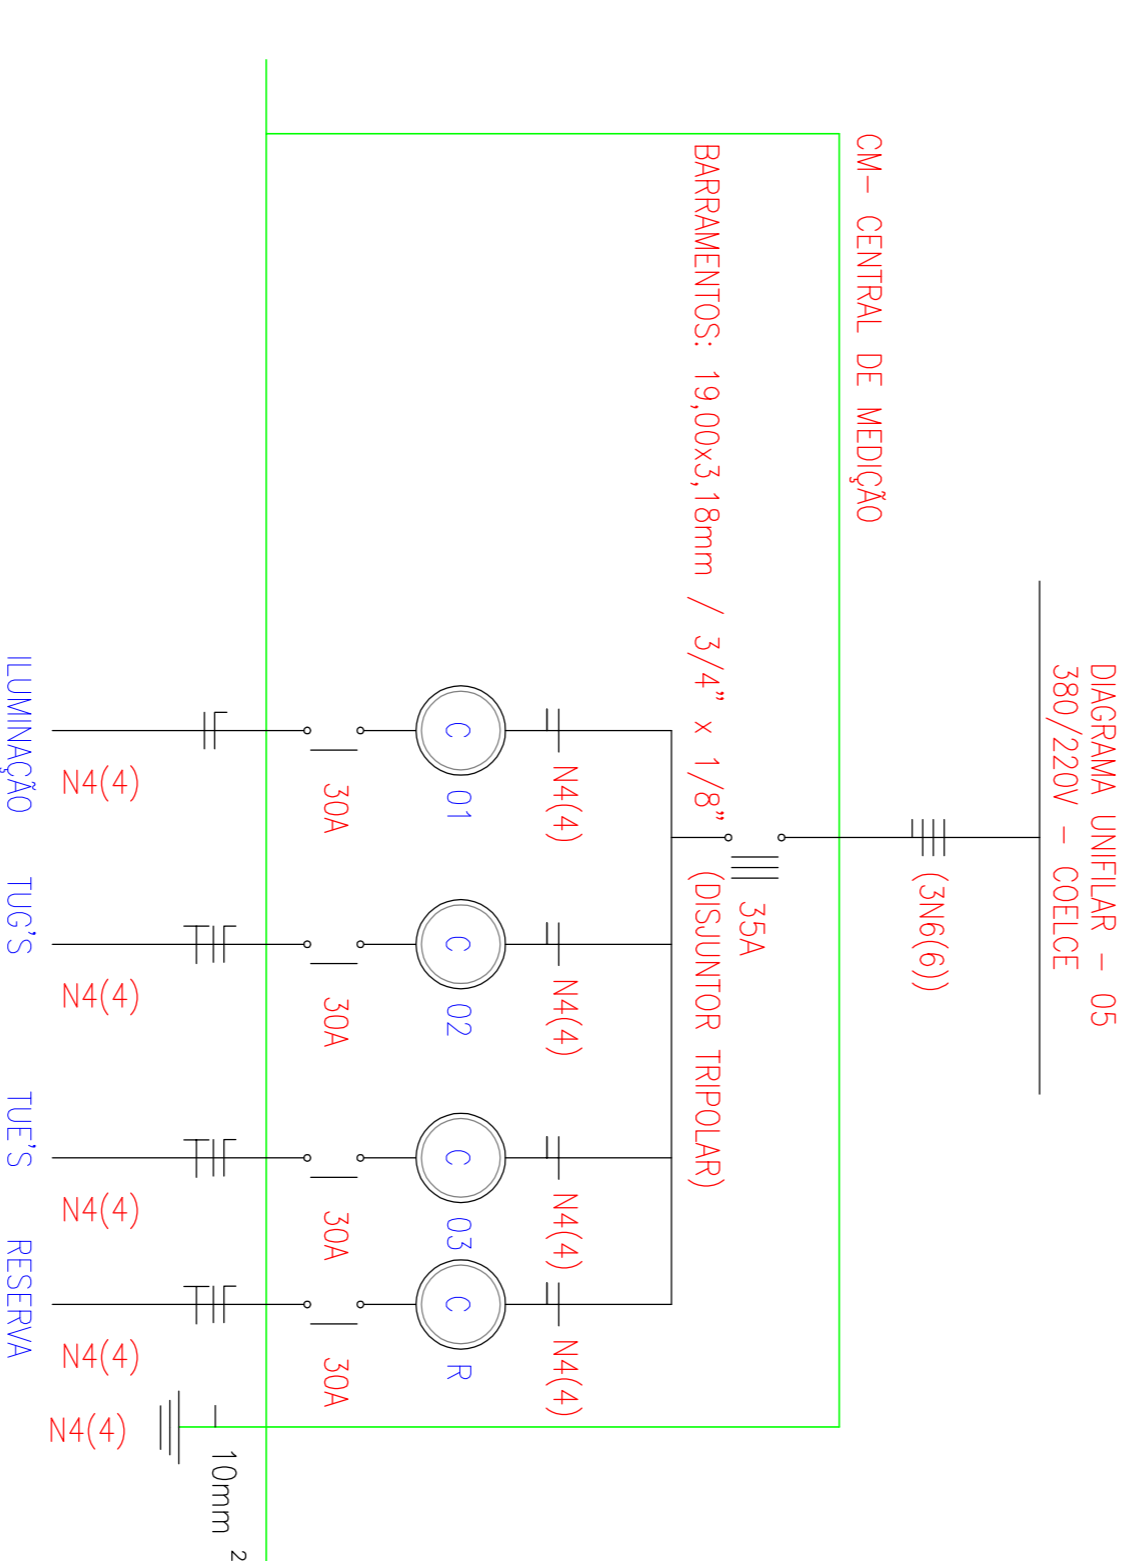 DIAGRAMA UNIFILAR - 05
380/220V - COELCE
(3N6(6))
CM- CENTRAL DE MEDIÇÃO
35A
BARRAMENTOS: 19,00x3,18mm / 3/4" x 1/8" (DISJUNTOR TRIPOLAR)
N4(4) N4(4) N4(4) N4(4)
C C C C
01 02 03 R
30A 30A 30A 30A
10mm ²
N4(4) N4(4) N4(4) N4(4) N4(4)
ILUMINAÇÃO TUG'S TUE'S RESERVA